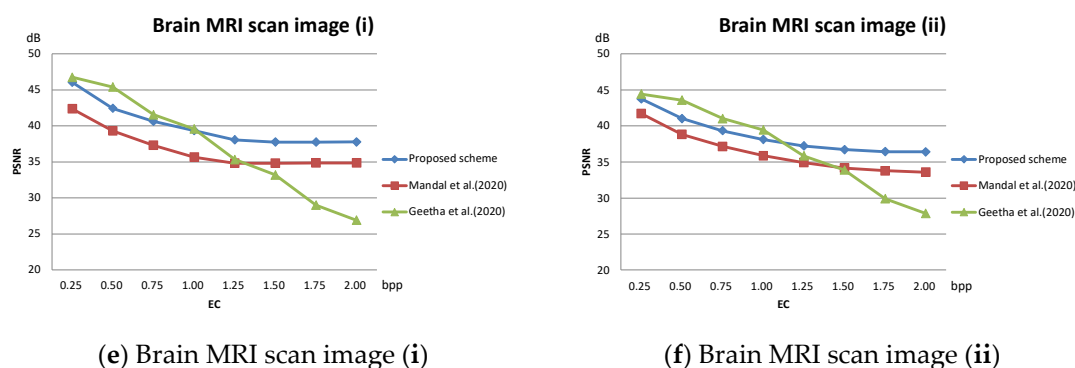 Brain MRI scan image (i)
dB
50
45
40
35
30
25
20
PSNR
0.25 0.50 0.75 1.00 1.25 1.50 1.75 2.00 bpp
EC
Proposed scheme
Mandal et al.(2020)
Geetha et al.(2020)
(e) Brain MRI scan image (i)
Brain MRI scan image (ii)
dB
50
45
40
35
30
25
20
PSNR
0.25 0.50 0.75 1.00 1.25 1.50 1.75 2.00 bpp
EC
Proposed scheme
Mandal et al.(2020)
Geetha et al.(2020)
(f) Brain MRI scan image (ii)